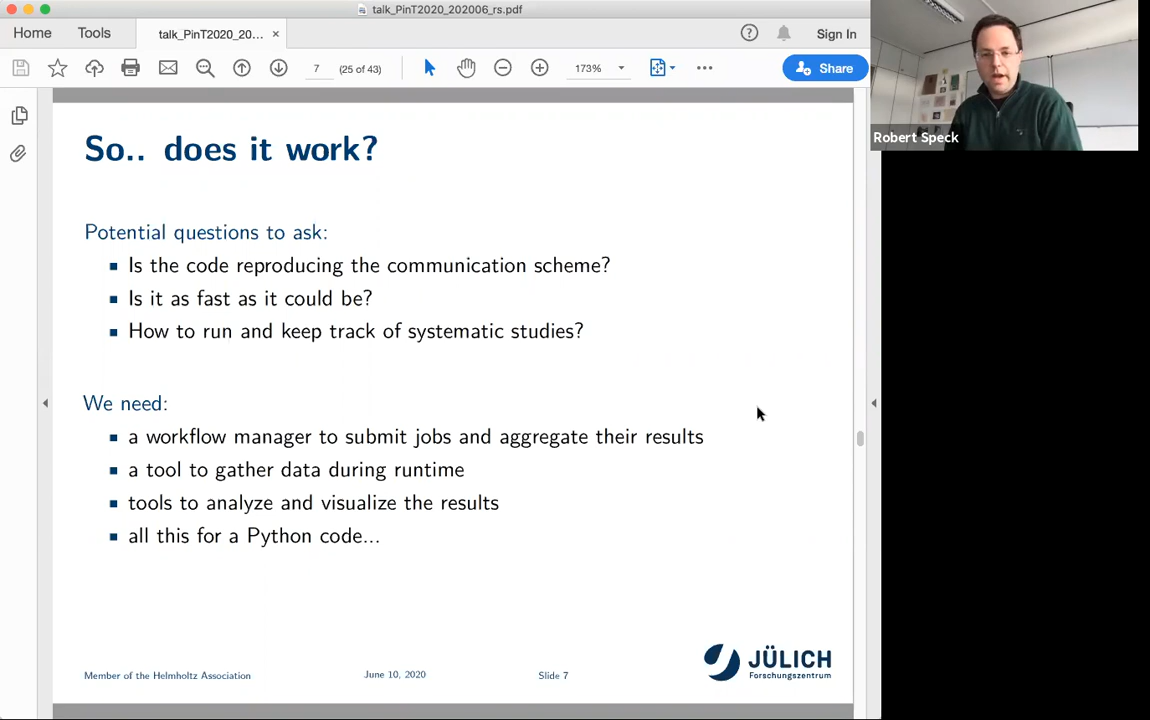 talk_PinT2020_202006_rs.pdf
Home
Tools
talk_PinT2020_20...
Sign In
7
(25 of 43)
173%
Share
Robert Speck
So.. does it work?
Potential questions to ask:
Is the code reproducing the communication scheme?
Is it as fast as it could be?
How to run and keep track of systematic studies?
We need:
a workflow manager to submit jobs and aggregate their results
a tool to gather data during runtime
tools to analyze and visualize the results
all this for a Python code...
Member of the Helmholtz Association
June 10, 2020
Slide 7
JÜLICH
Forschungszentrum